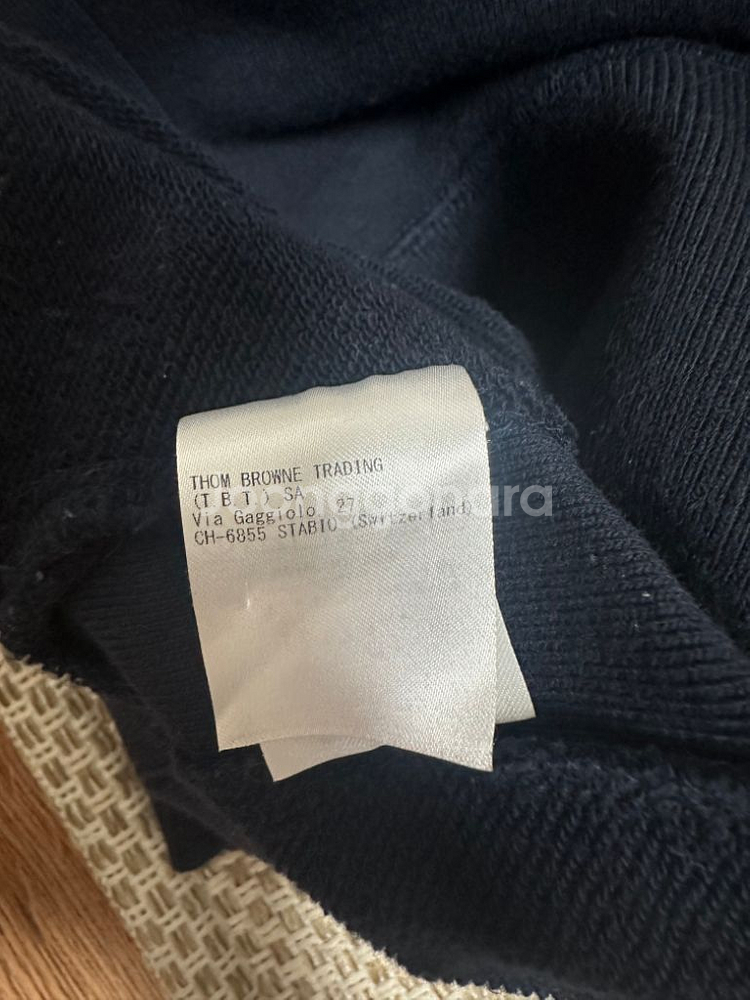 THOM BROWNE TRADING
(T B T) SA
Via Gaggiolo, 27
CH-6855 STABIO (Switzerland)